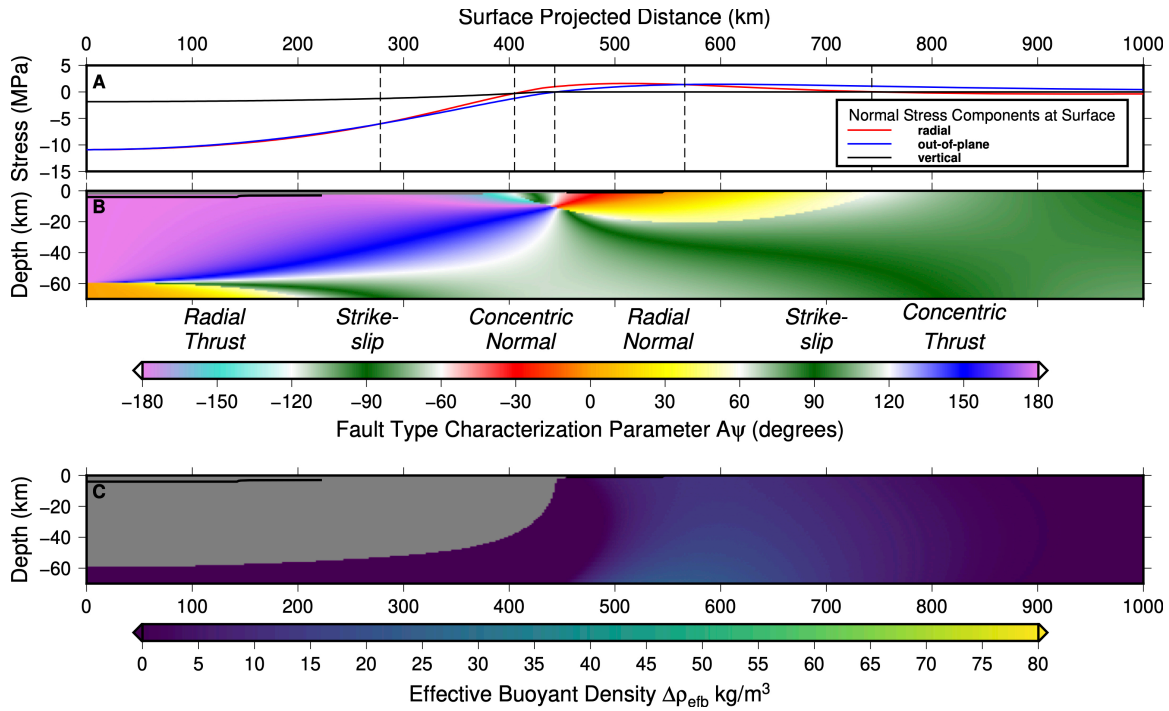 Surface Projected Distance (km)
0 100 200 300 400 500 600 700 800 900 1000
Stress (MPa)
5
0
−5
−10
−15
A
Normal Stress Components at Surface
radial
out-of-plane
vertical
Depth (km)
0
−20
−40
−60
B
Radial Thrust
Strike-slip
Concentric Normal
Radial Normal
Strike-slip
Concentric Thrust
−180 −150 −120 −90 −60 −30 0 30 60 90 120 150 180
Fault Type Characterization Parameter Aψ (degrees)
Depth (km)
0
−20
−40
−60
C
0 100 200 300 400 500 600 700 800 900 1000
0 5 10 15 20 25 30 35 40 45 50 55 60 65 70 75 80
Effective Buoyant Density Δρefb kg/m³